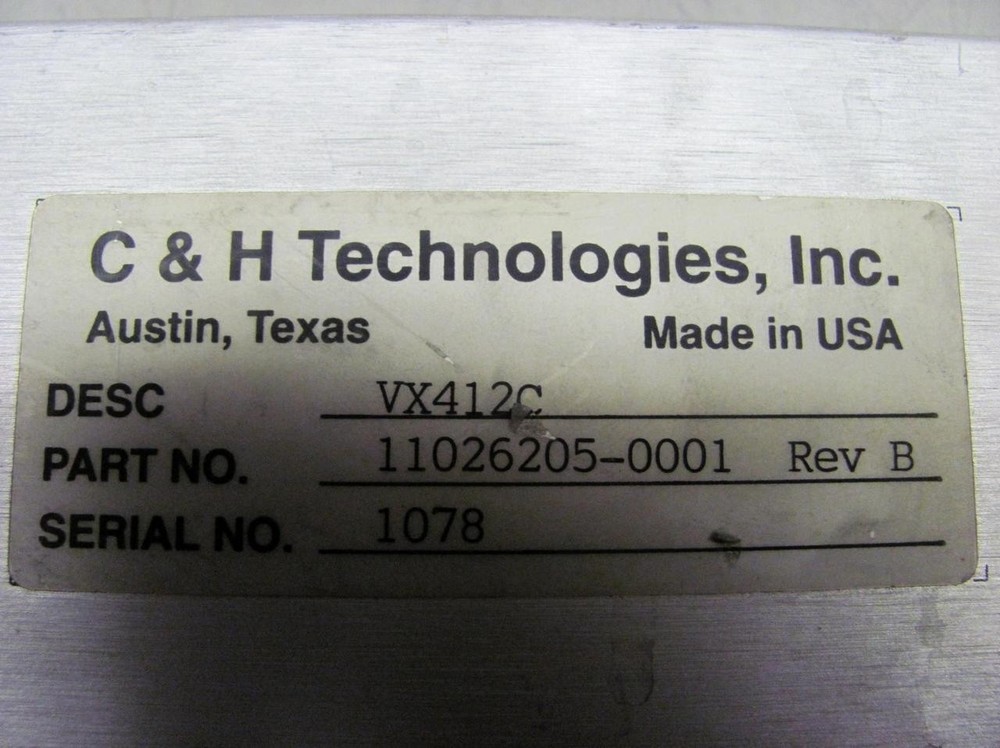 C & H Technologies, Inc.
Austin, Texas Made in USA
DESC VX412C
PART NO. 11026205-0001 Rev B
SERIAL NO. 1078